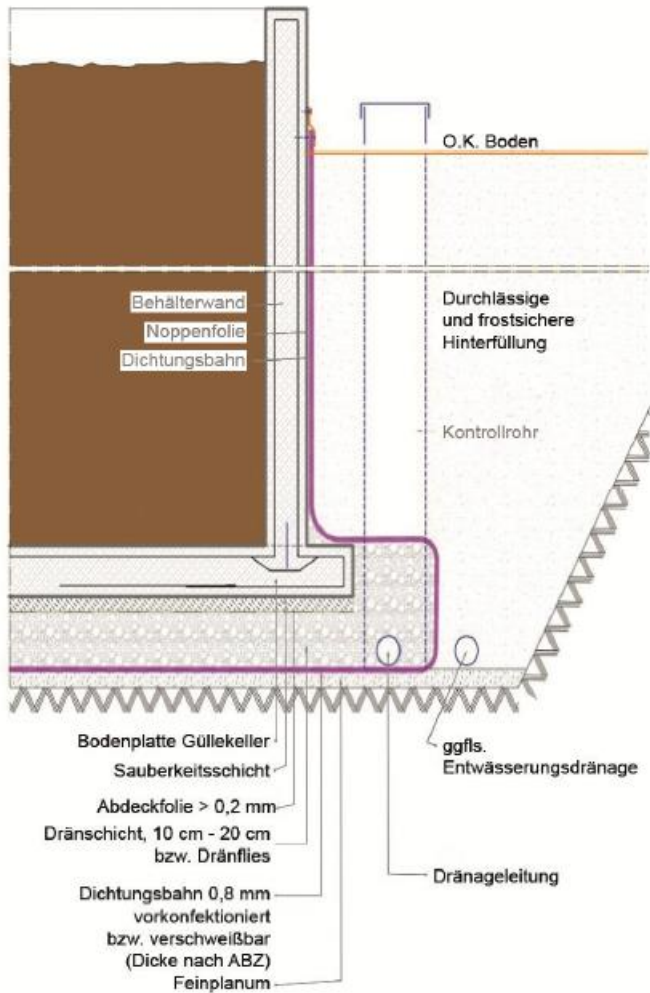 O.K. Boden
Durchlässige
und frostsichere
Hinterfüllung
Behälterwand
Noppenfolie
Dichtungsbahn
Kontrollrohr
Bodenplatte Güllekeller
Sauberkeitsschicht
Abdeckfolie > 0,2 mm
Dränschicht, 10 cm - 20 cm
bzw. Dränflies
Dichtungsbahn 0,8 mm
vorkonfektioniert
bzw. verschweißbar
(Dicke nach ABZ)
Feinplanum
ggfls.
Entwässerungsdränage
Dränageleitung